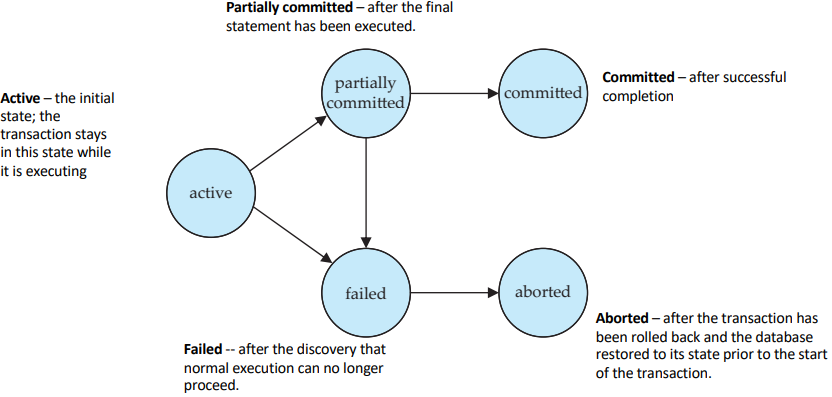 Partially committed – after the final
statement has been executed.
partially
committed
committed
Committed – after successful
completion
Active – the initial
state; the
transaction stays
in this state while
it is executing
active
failed
aborted
Failed -- after the discovery that
normal execution can no longer
proceed.
Aborted – after the transaction has
been rolled back and the database
restored to its state prior to the start
of the transaction.